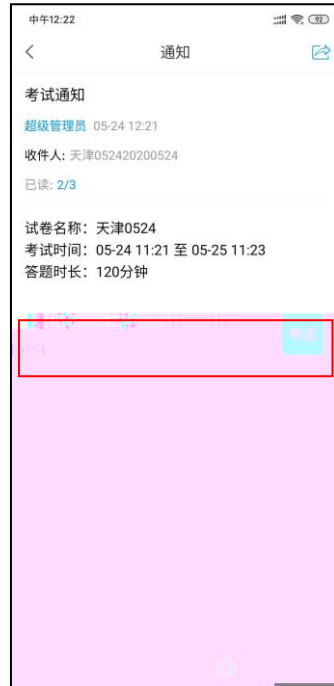 中午12:22
92
通知
考试通知
超级管理员 05-24 12:21
收件人: 天津052420200524
已读: 2/3
试卷名称：天津0524
考试时间：05-24 11:21 至 05-25 11:23
答题时长：120分钟